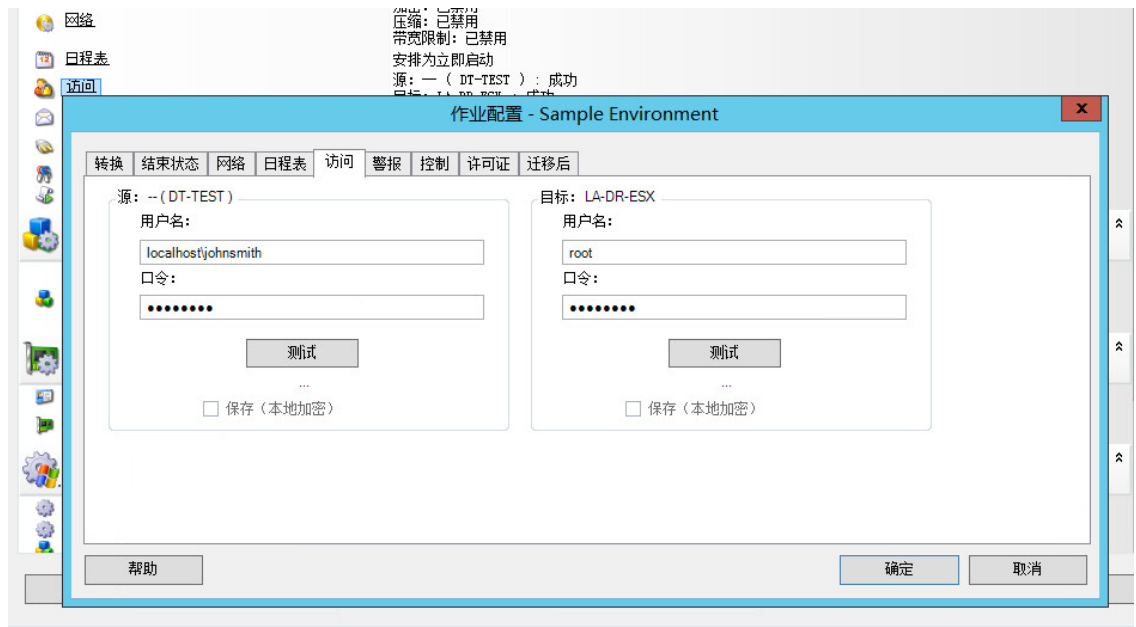 网络
压缩: 已禁用
带宽限制: 已禁用
日程表
安排为立即启动
源: — ( DT-TEST ) : 成功
访问
作业配置 - Sample Environment
x
转换
结束状态
网络
日程表
访问
警报
控制
许可证
迁移后
源: -- ( DT-TEST )
用户名:
localhost\johnsmith
口令:
●●●●●●●●
测试
...
保存（本地加密）
目标: LA-DR-ESX
用户名:
root
口令:
●●●●●●●●
测试
...
保存（本地加密）
帮助
确定
取消